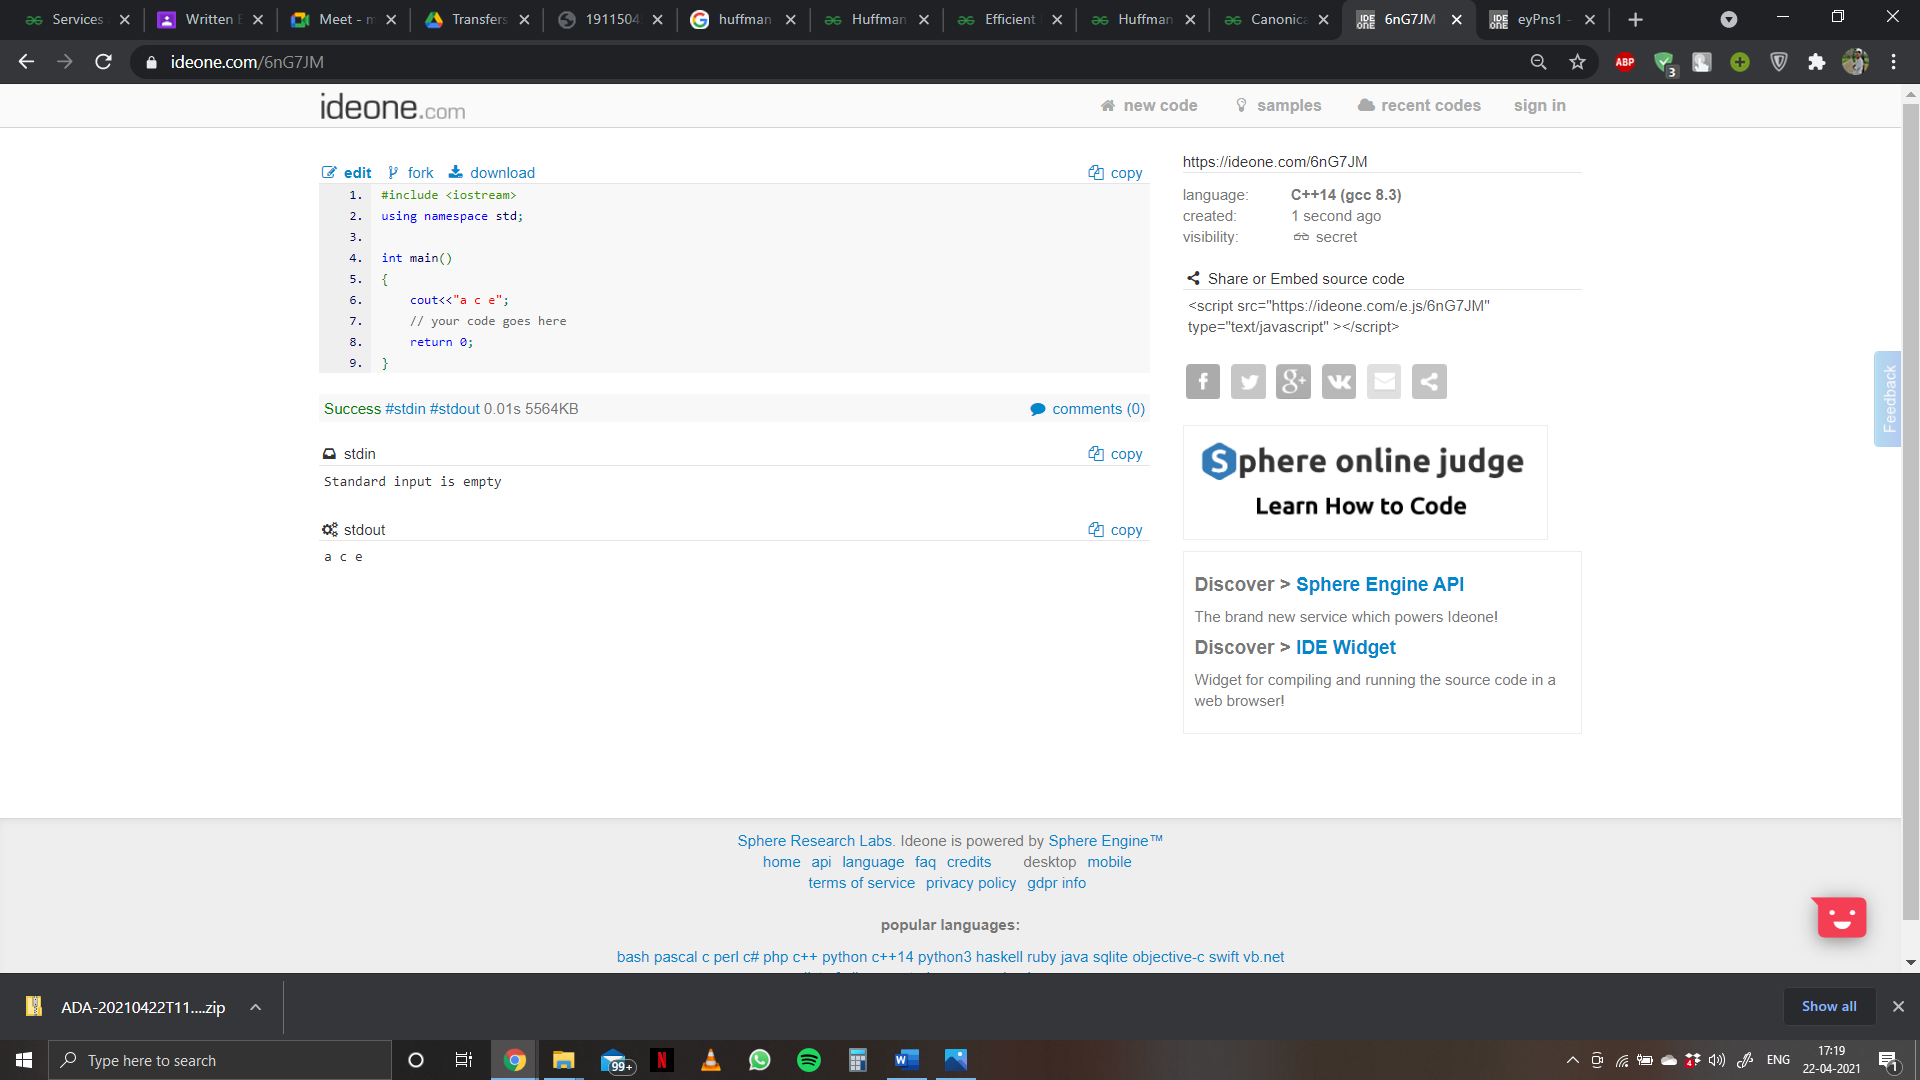 Services
Written E
Meet - m
Transfers
1911504
huffman
Huffman
Efficient
Huffman
Canonica
6nG7JM
eyPns1 -
ideone.com/6nG7JM
ABP
3
ideone.com
new code
samples
recent codes
sign in
edit
fork
download
copy
1. #include <iostream>
2. using namespace std;
3.
4. int main()
5. {
6. cout<<"a c e";
7. // your code goes here
8. return 0;
9. }
Success #stdin #stdout 0.01s 5564KB
comments (0)
stdin
copy
Standard input is empty
stdout
copy
a c e
https://ideone.com/6nG7JM
language: C++14 (gcc 8.3)
created: 1 second ago
visibility: secret
Share or Embed source code
<script src="https://ideone.com/e.js/6nG7JM"
type="text/javascript" ></script>
Sphere online judge
Learn How to Code
Discover > Sphere Engine API
The brand new service which powers Ideone!
Discover > IDE Widget
Widget for compiling and running the source code in a
web browser!
Feedback
Sphere Research Labs. Ideone is powered by Sphere Engine™
home api language faq credits desktop mobile
terms of service privacy policy gdpr info
popular languages:
bash pascal c perl c# php c++ python c++14 python3 haskell ruby java sqlite objective-c swift vb.net
ADA-20210422T11....zip
Show all
Type here to search
99+
ENG
17:19
22-04-2021
1